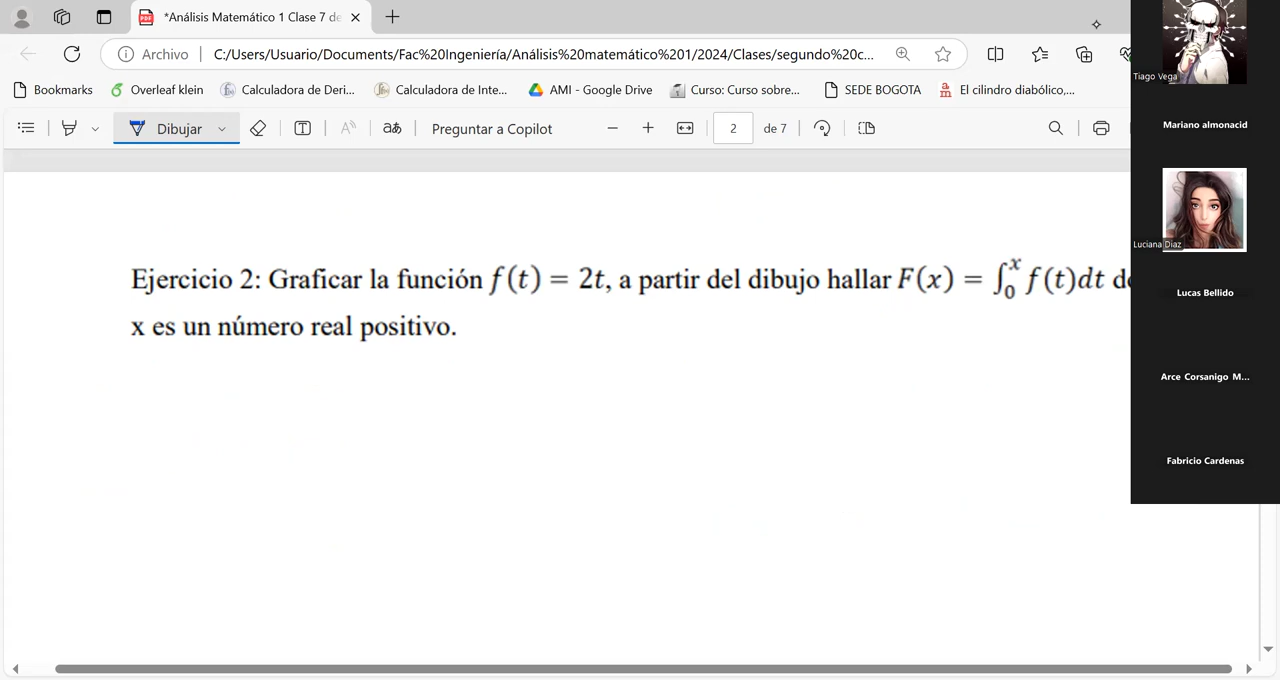 *Análisis Matemático 1 Clase 7 de
Archivo
C:/Users/Usuario/Documents/Fac%20Ingeniería/Análisis%20matemático%201/2024/Clases/segundo%20c...
Bookmarks
Overleaf klein
Calculadora de Deri...
Calculadora de Inte...
AMI - Google Drive
Curso: Curso sobre...
SEDE BOGOTA
El cilindro diabólico,...
Dibujar
aあ
Preguntar a Copilot
2
de 7
Ejercicio 2: Graficar la función f(t) = 2t, a partir del dibujo hallar F(x) = ∫₀ˣ f(t)dt
x es un número real positivo.
Tiago Vega
Mariano almonacid
Luciana Diaz
Lucas Bellido
Arce Corsanigo M...
Fabricio Cardenas